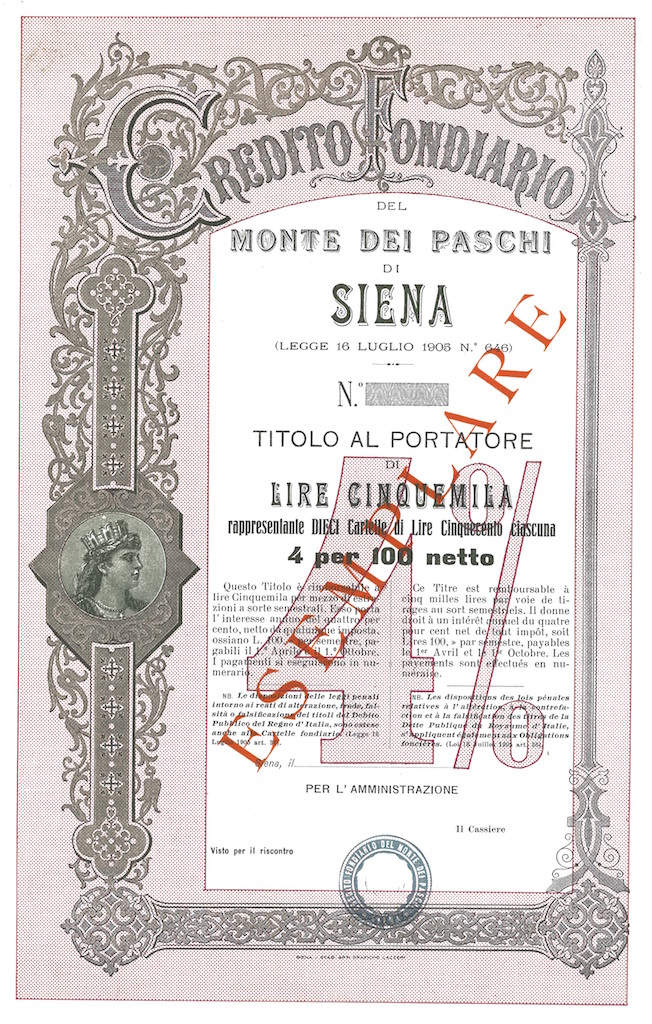 CREDITO FONDIARIO
DEL
MONTE DEI PASCHI
DI
SIENA
(LEGGE 16 LUGLIO 1905 N.º 646)
N.º
TITOLO AL PORTATORE
DI
LIRE CINQUEMILA
rappresentante DIECI Cartelle di Lire Cinquecento ciascuna
4 per 100 netto
4%
ESEMPLARE
Questo Titolo è rimborsabile a
lire Cinquemila per mezzo di estra-
zioni a sorte semestrali. Esso porta
l' interesse annuo del quattro per
cento, netto da qualunque imposta,
ossiano L. 100, per semestre, pa-
gabili il 1.º Aprile e il 1.º Ottobre.
I pagamenti si eseguiscono in nu-
merario.
NB. Le disposizioni delle leggi penali
intorno ai reati di alterazione, frode, fal-
sità o falsificazione dei titoli del Debito
Pubblico del Regno d'Italia, sono estese
anche alle Cartelle fondiarie (Legge 16
Luglio 1905 art.
Ce Titre est remboursable à
cinq milles lires par voie de ti-
rages au sort semestriels. Il donne
droit à un intérêt annuel du quatre
pour cent net de tout impôt, soit
Lires 100, » par semestre, payables
le 1er Avril et le 1er Octobre. Les
payements sont effectués en nu-
méraire.
NB. Les dispositions des lois pénales
relatives à l'altération, à la contrefa-
çon et à la falsification des titres de la
Dette Publique du Royaume d'Italie,
s'appliquent également aux Obligations
foncières. (Loi 16 Juillet 1905 art.
Siena, il
PER L' AMMINISTRAZIONE
Il Cassiere
Visto per il riscontro
CREDITO FONDIARIO DEL MONTE DEI PASCHI
SIENA
SIENA - STAB. ARTI GRAFICHE LAZZERI